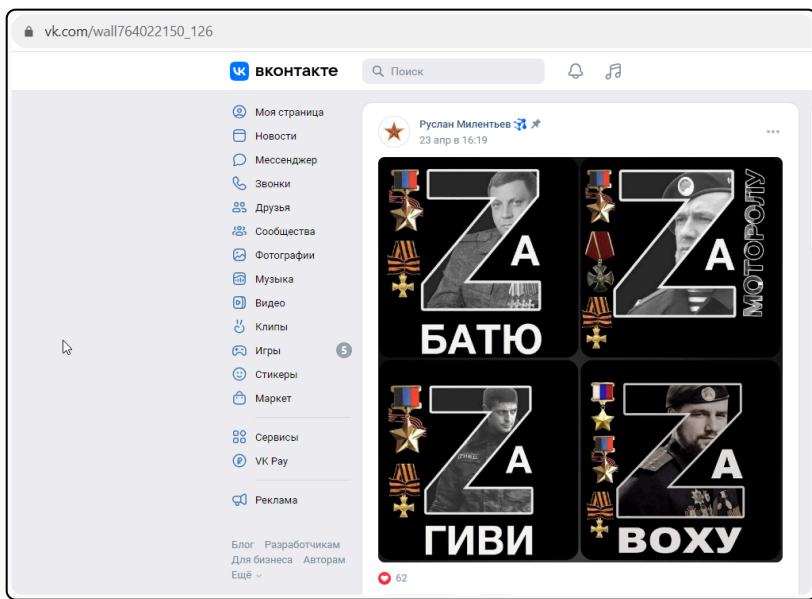 vk.com/wall764022150_126
вконтакте
Поиск
Моя страница
Новости
Мессенджер
Звонки
Друзья
Сообщества
Фотографии
Музыка
Видео
Клипы
Игры 5
Стикеры
Маркет
Сервисы
VK Pay
Реклама
Блог Разработчикам
Для бизнеса Авторам
Ещё
Руслан Милентьев
23 апр в 16:19
ZА
БАТЮ
ZА
МОТОРОЛУ
ZА
ГИВИ
ZА
ВОХУ
62